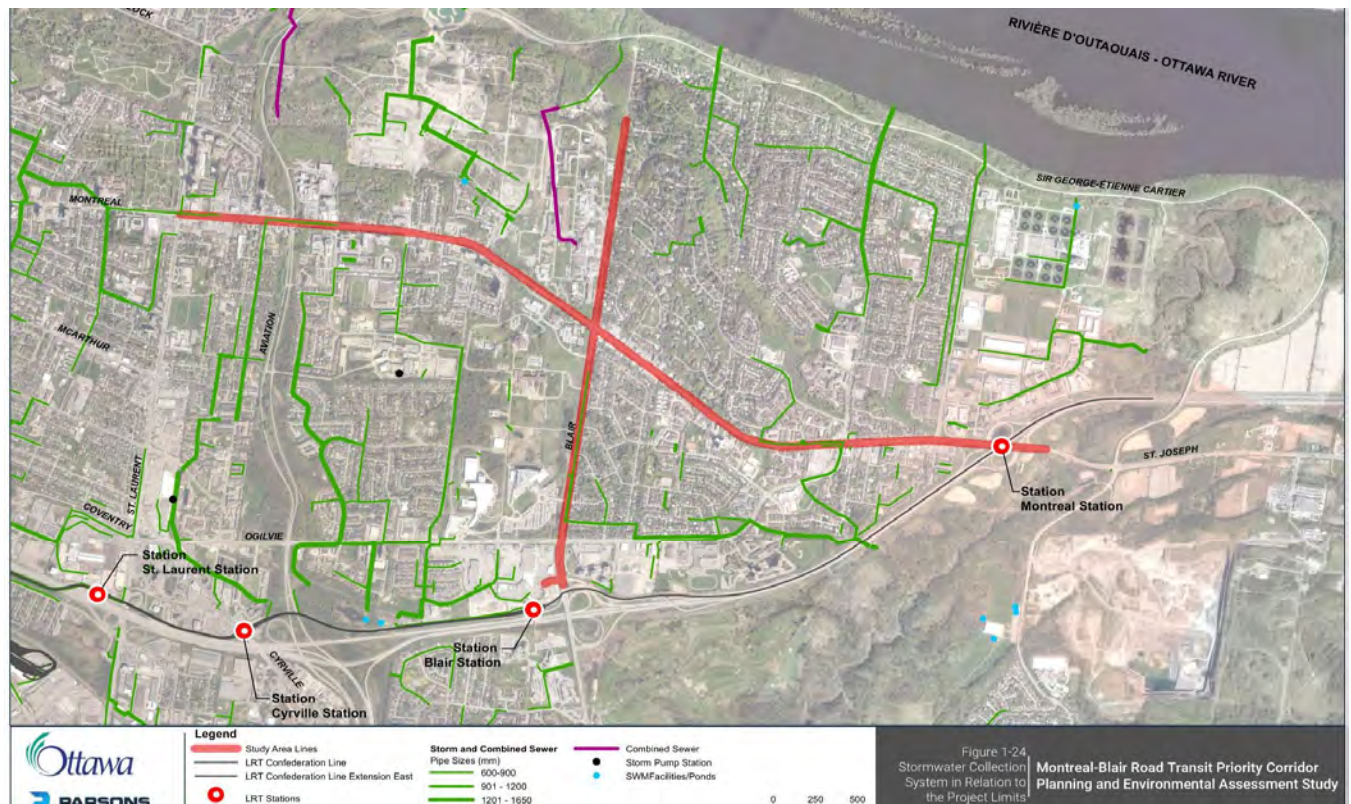 OCK
RIVIÈRE D'OUTAOUAIS - OTTAWA RIVER
SIR GEORGE-ÉTIENNE CARTIER
MONTREAL
MCARTHUR
AVIATION
BLAIR
ST. LAURENT
COVENTRY
OGILVIE
ST. JOSEPH
CYRVILLE
Station
Montreal Station
Station
St. Laurent Station
Station
Blair Station
Station
Cyrville Station
Ottawa
PARSONS
Legend
Study Area Lines
LRT Confederation Line
LRT Confederation Line Extension East
LRT Stations
Storm and Combined Sewer
Pipe Sizes (mm)
600-900
901 - 1200
1201 - 1650
Combined Sewer
Storm Pump Station
SWMFacilities/Ponds
0 250 500
Figure 1-24
Stormwater Collection
System in Relation to
the Project Limits
Montreal-Blair Road Transit Priority Corridor
Planning and Environmental Assessment Study